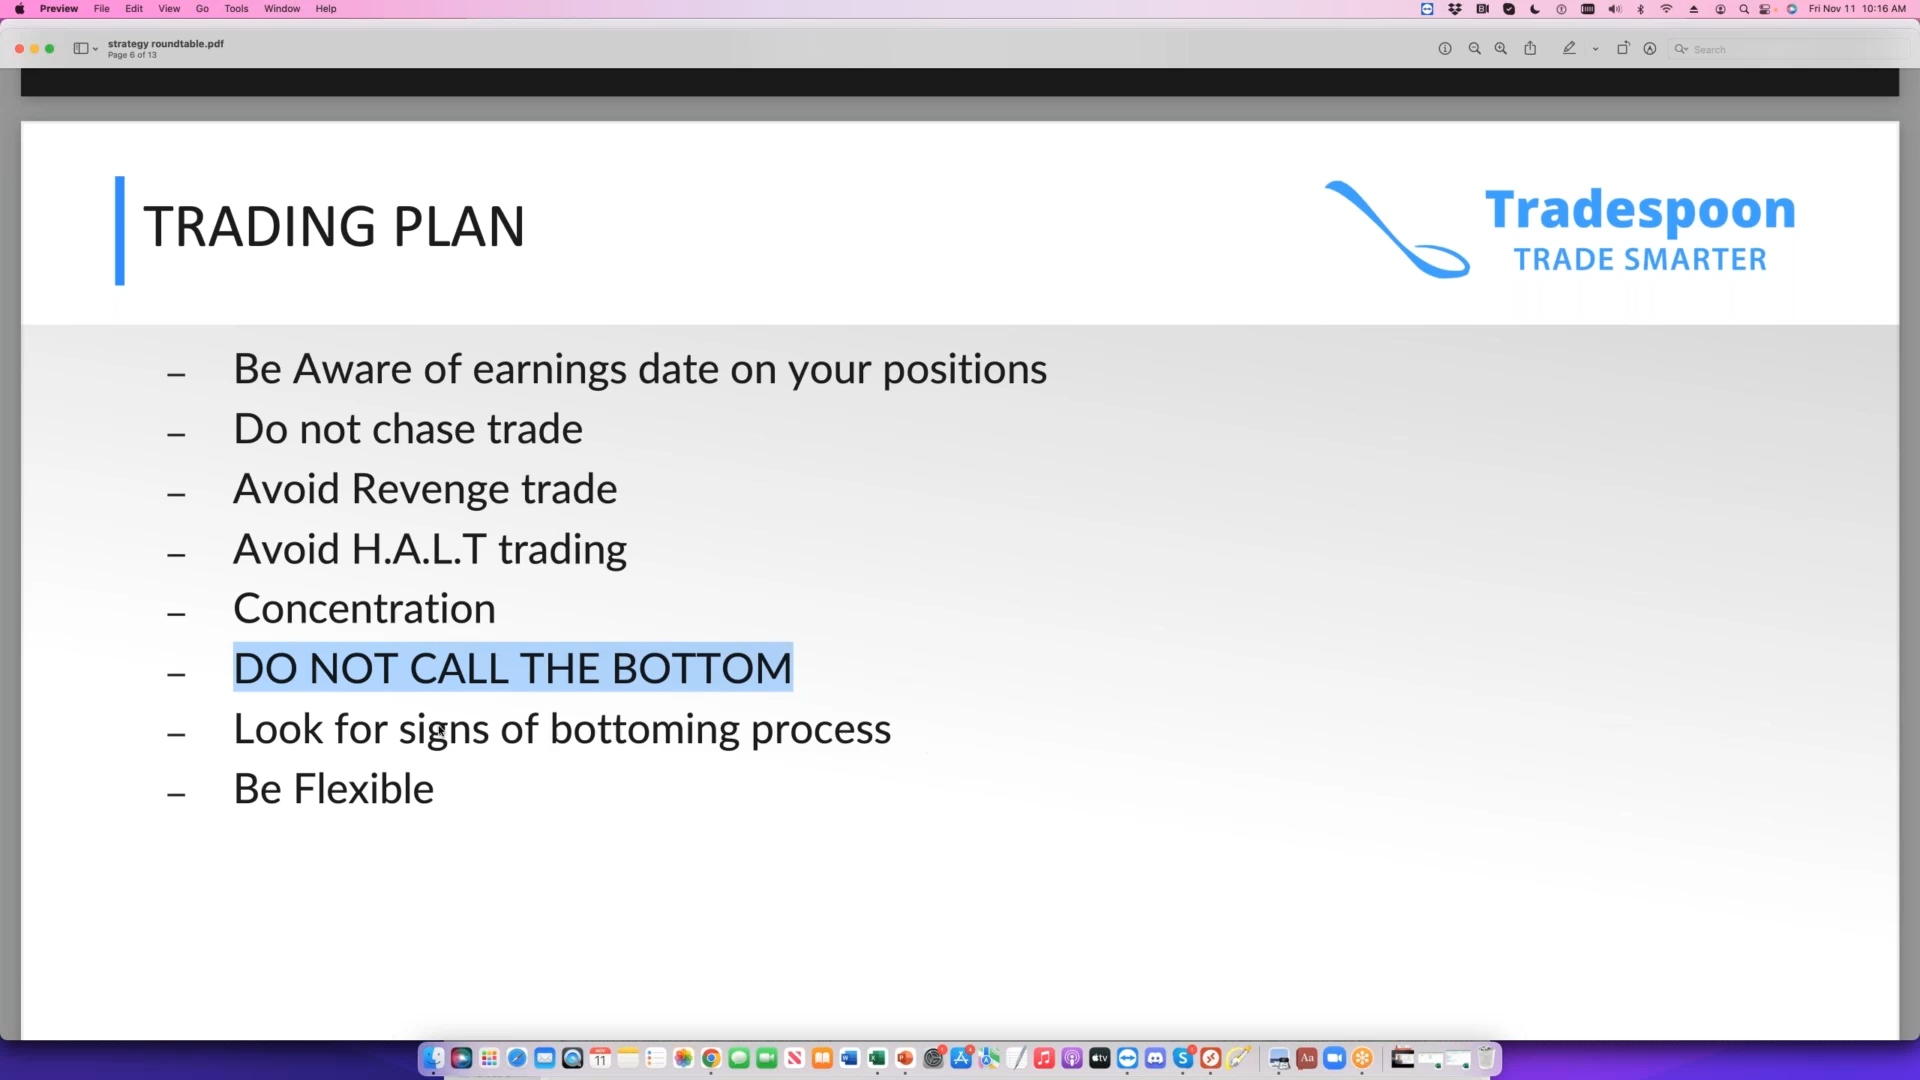 Preview File Edit View Go Tools Window Help
Fri Nov 11 10:16 AM
strategy roundtable.pdf
Page 6 of 13
Search
TRADING PLAN
Tradespoon
TRADE SMARTER
– Be Aware of earnings date on your positions
– Do not chase trade
– Avoid Revenge trade
– Avoid H.A.L.T trading
– Concentration
– DO NOT CALL THE BOTTOM
– Look for signs of bottoming process
– Be Flexible